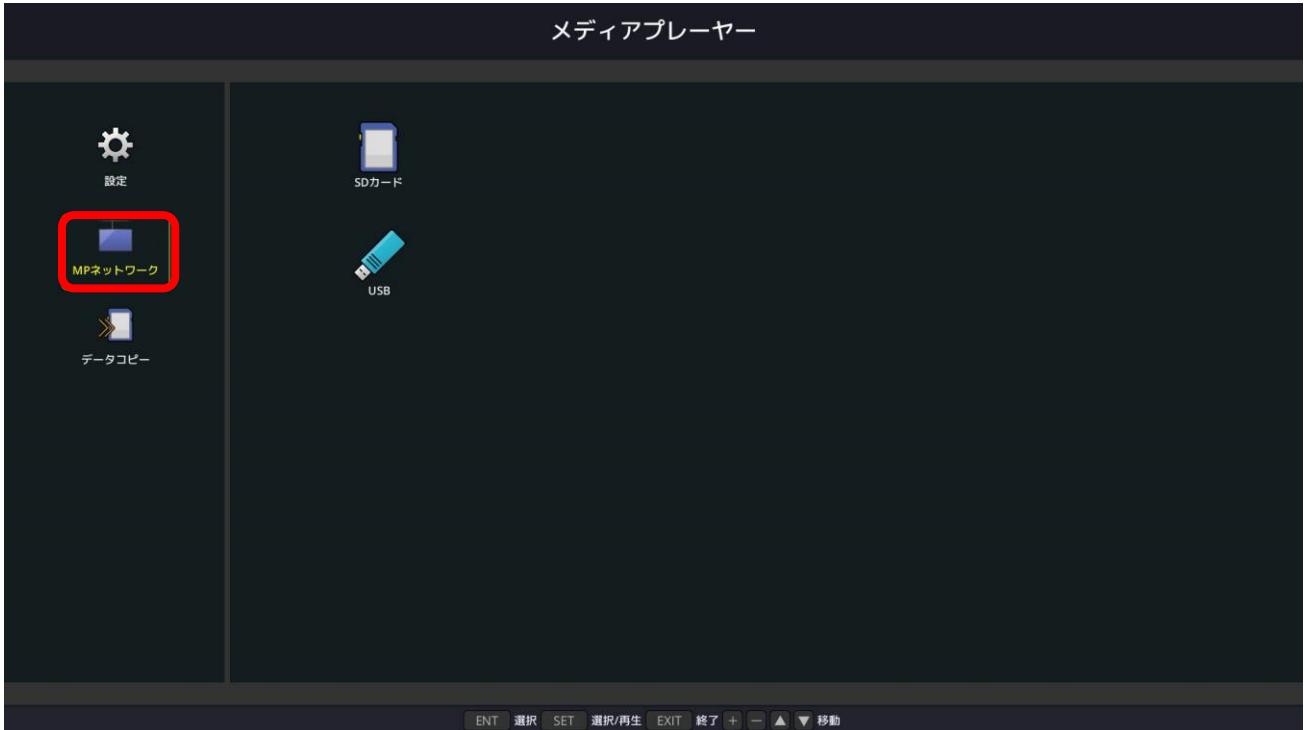 メディアプレーヤー
設定
MPネットワーク
データコピー
SDカード
USB
ENT 選択 SET 選択/再生 EXIT 終了 + − ▲ ▼ 移動